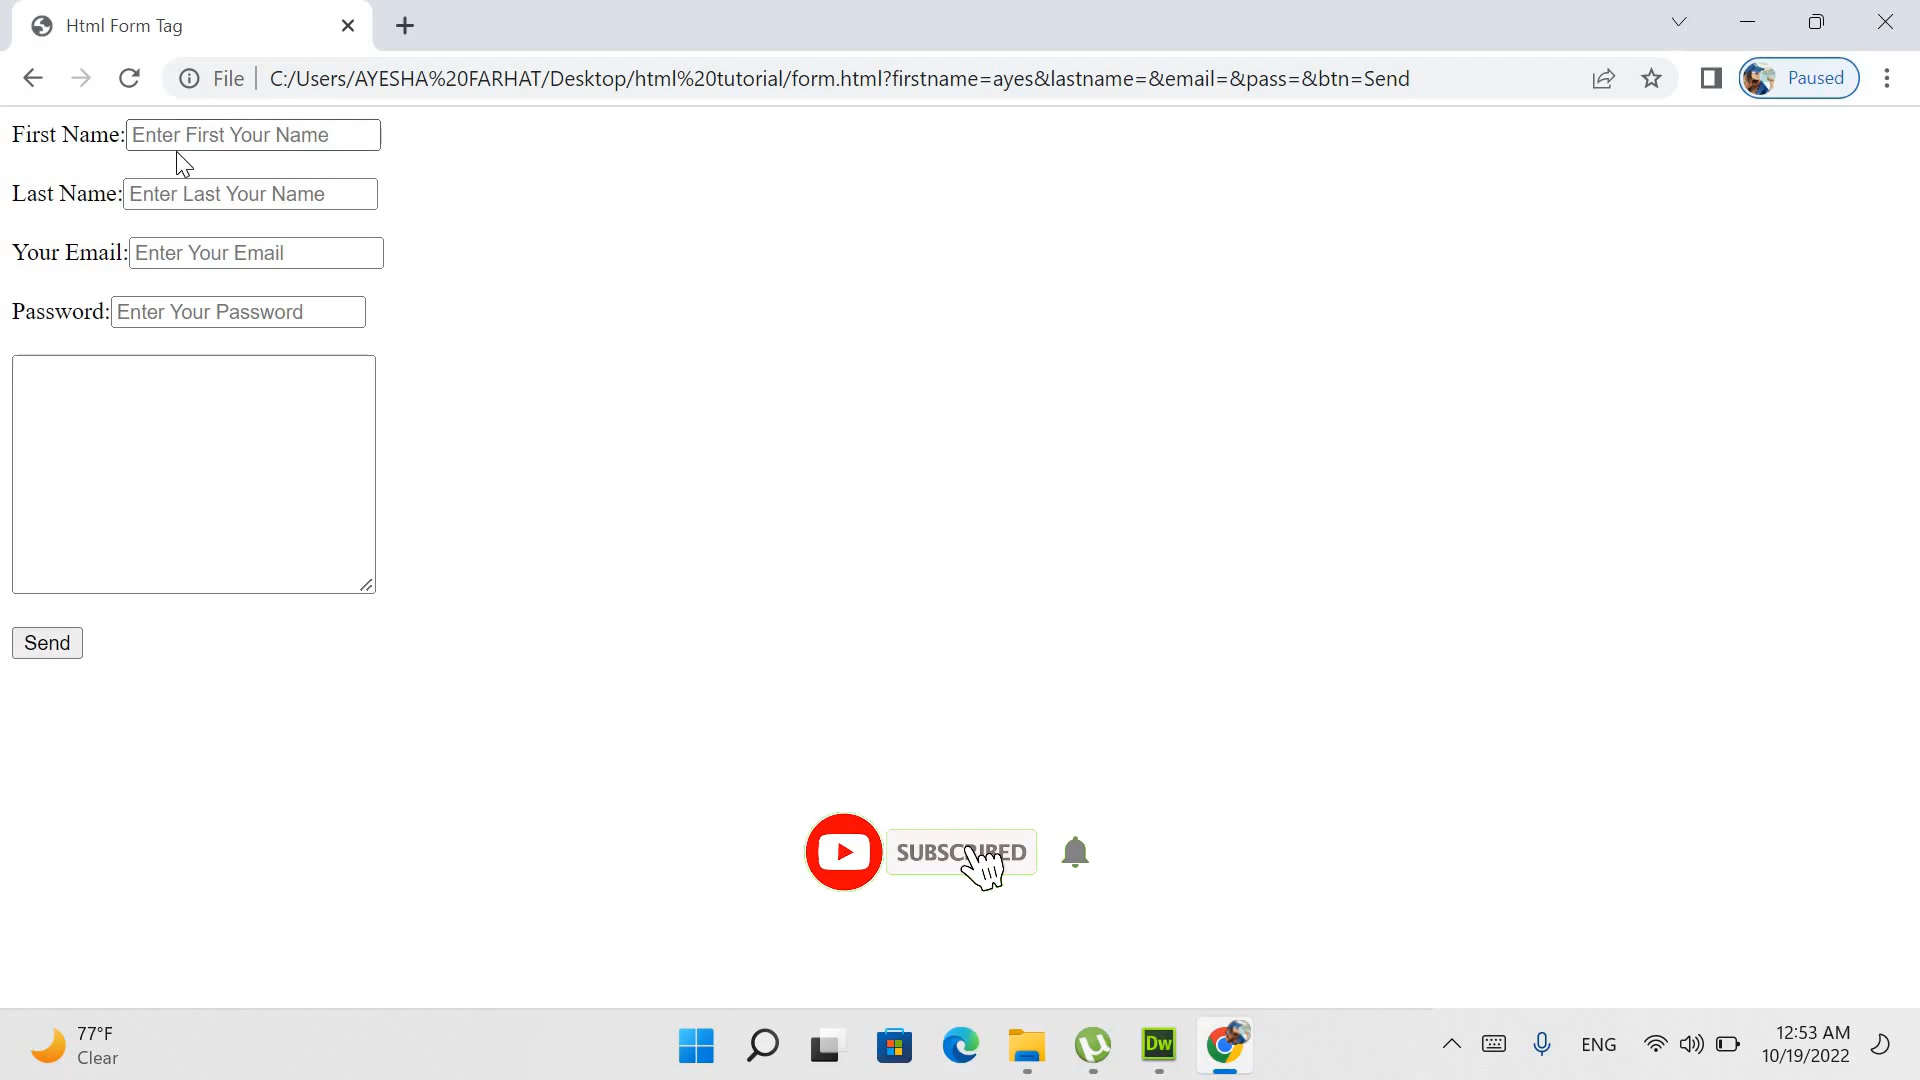 Html Form Tag
File C:/Users/AYESHA%20FARHAT/Desktop/html%20tutorial/form.html?firstname=ayes&lastname=&email=&pass=&btn=Send Paused
First Name: Enter First Your Name
Last Name: Enter Last Your Name
Your Email: Enter Your Email
Password: Enter Your Password
Send
SUBSCRIBED
77°F
Clear
Dw
ENG
12:53 AM
10/19/2022